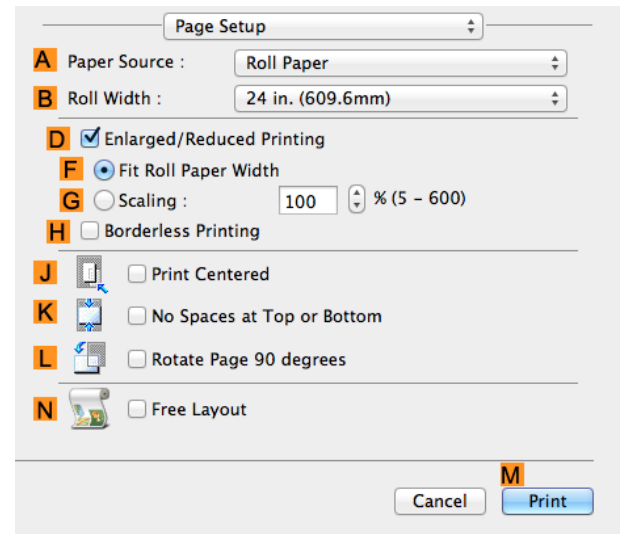 Page Setup
A Paper Source : Roll Paper
B Roll Width : 24 in. (609.6mm)
D Enlarged/Reduced Printing
F Fit Roll Paper Width
G Scaling : 100 % (5 - 600)
H Borderless Printing
J Print Centered
K No Spaces at Top or Bottom
L Rotate Page 90 degrees
N Free Layout
M
Cancel Print